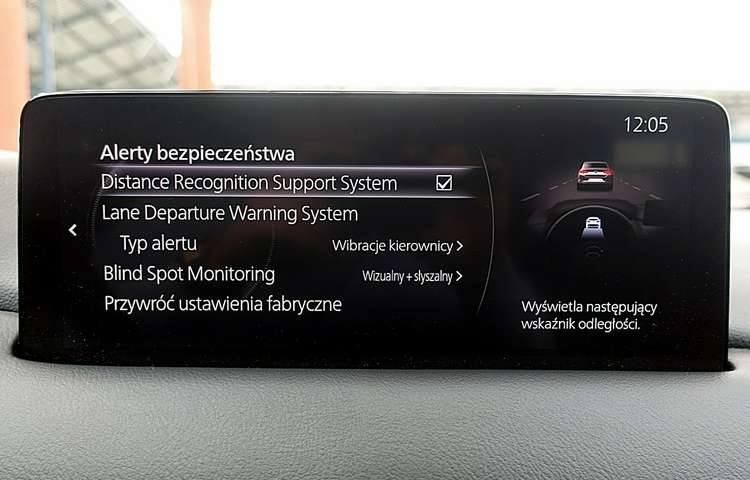 12:05
Alerty bezpieczeństwa
Distance Recognition Support System
Lane Departure Warning System
Typ alertu Wibracje kierownicy >
Blind Spot Monitoring Wizualny + slyszalny >
Przywróć ustawienia fabryczne
Wyświetla następujący
wskaźnik odległości.